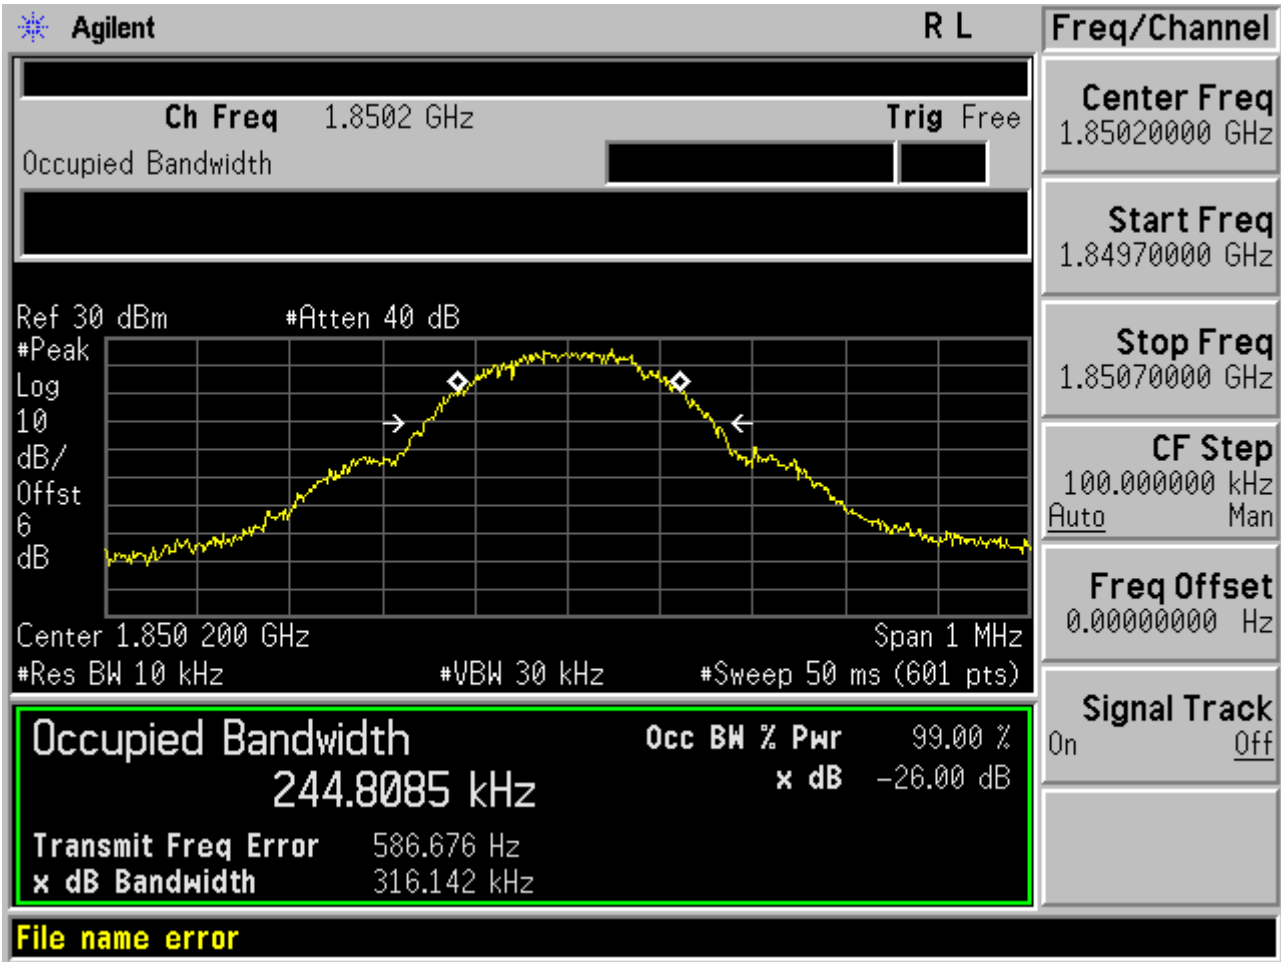 Agilent R L Freq/Channel
Ch Freq 1.8502 GHz Trig Free
Occupied Bandwidth
Center Freq
1.85020000 GHz
Start Freq
1.84970000 GHz
Stop Freq
1.85070000 GHz
CF Step
100.000000 kHz
Auto Man
Freq Offset
0.00000000 Hz
Signal Track
On Off
Ref 30 dBm #Atten 40 dB
#Peak
Log
10
dB/
Offst
6
dB
Center 1.850 200 GHz Span 1 MHz
#Res BW 10 kHz #VBW 30 kHz #Sweep 50 ms (601 pts)
Occupied Bandwidth Occ BW % Pwr 99.00 %
244.8085 kHz x dB -26.00 dB
Transmit Freq Error 586.676 Hz
x dB Bandwidth 316.142 kHz
File name error